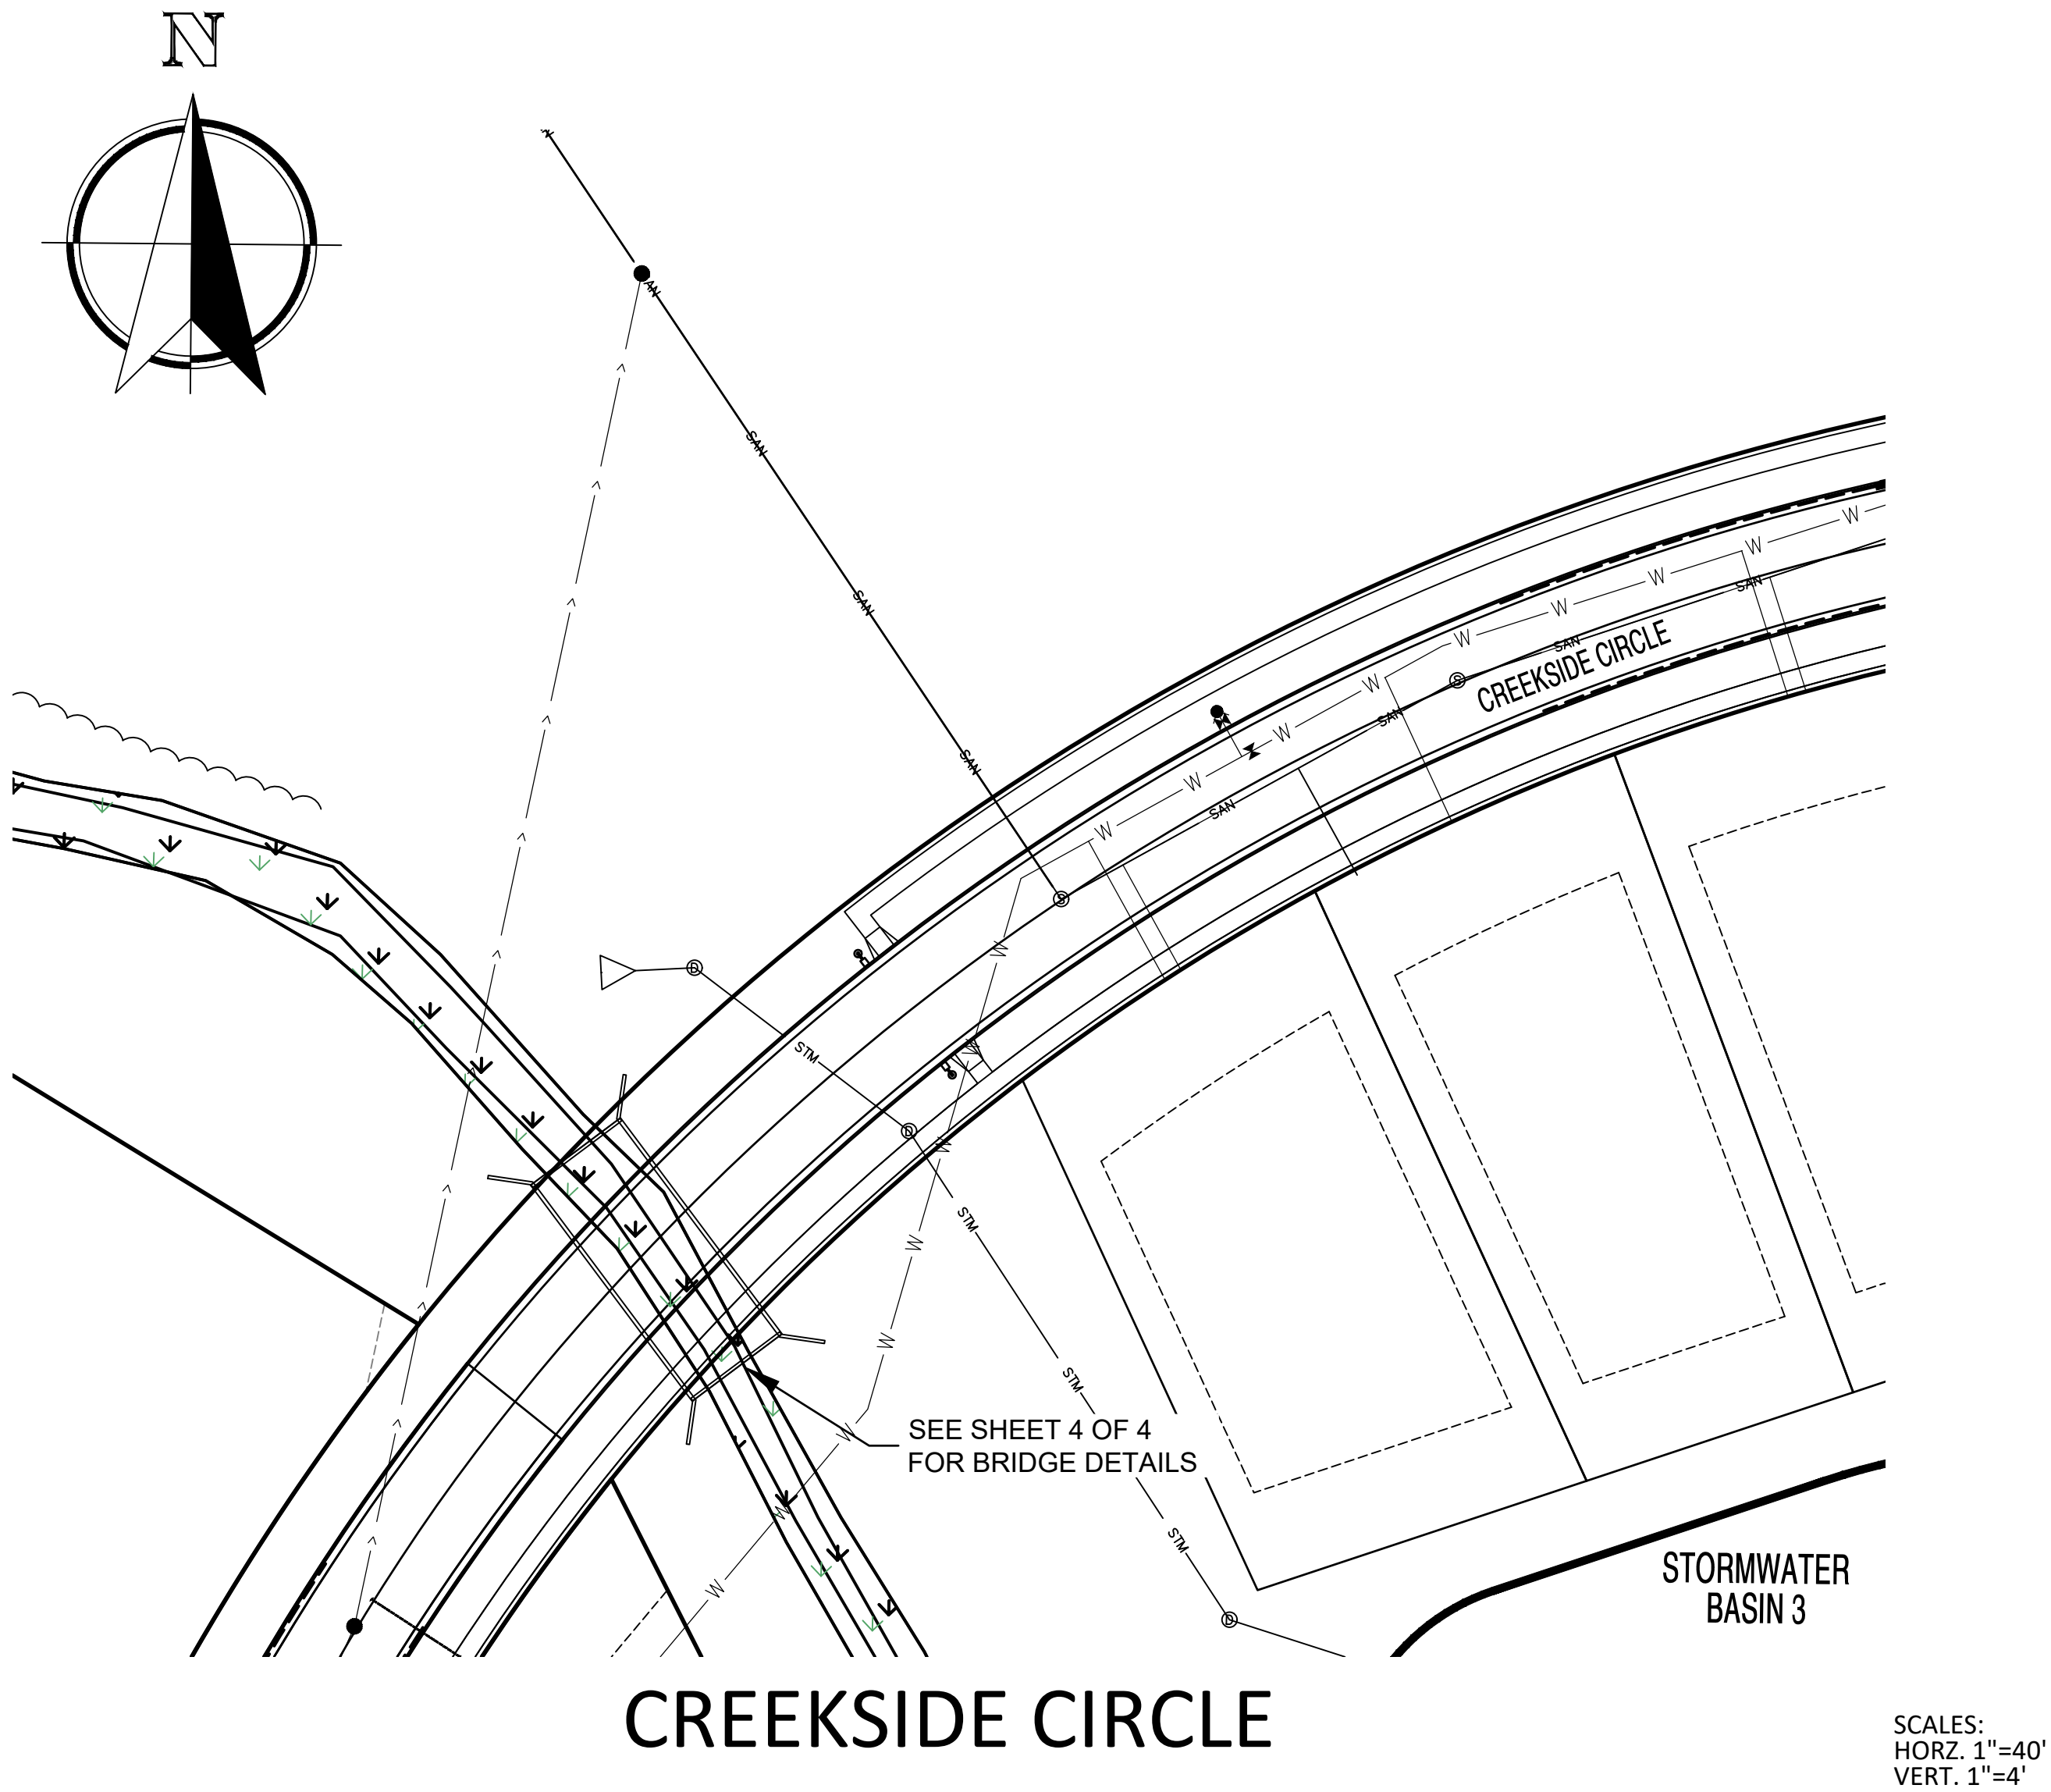 N
SAN
SAN
SAN
W
W
W
W
W
W
W
W
W
SAN
SAN
SAN
SAN
CREEKSIDE CIRCLE
S
S
D
D
STM
STM
STM
STM
W
W
W
W
W
W
W
W
SEE SHEET 4 OF 4
FOR BRIDGE DETAILS
D
STORMWATER
BASIN 3
CREEKSIDE CIRCLE
SCALES:
HORZ. 1"=40'
VERT. 1"=4'